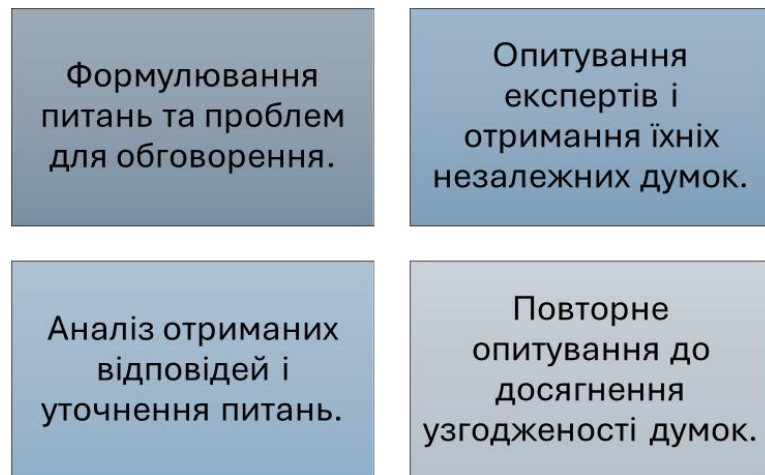 Формулювання
питань та проблем
для обговорення.
Опитування
експертів і
отримання їхніх
незалежних думок.
Аналіз отриманих
відповідей і
уточнення питань.
Повторне
опитування до
досягнення
узгодженості думок.